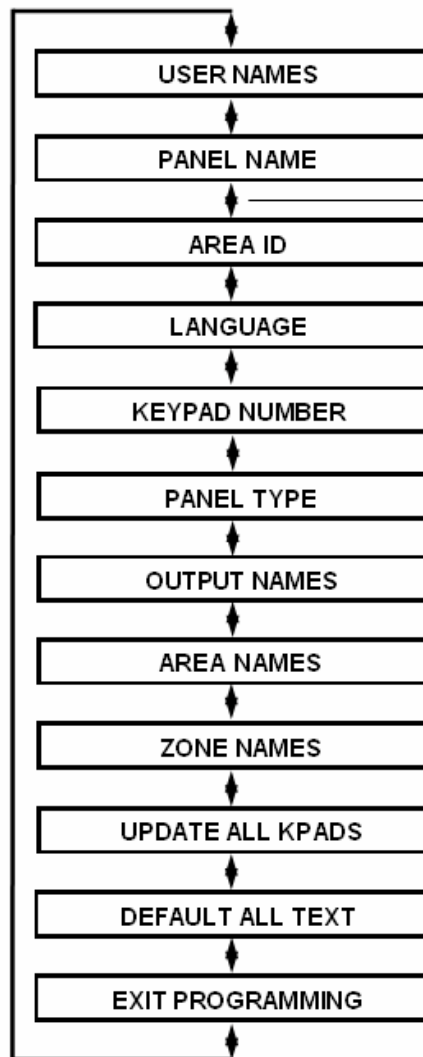 USER NAMES
PANEL NAME
AREA ID
LANGUAGE
KEYPAD NUMBER
PANEL TYPE
OUTPUT NAMES
AREA NAMES
ZONE NAMES
UPDATE ALL KPADS
DEFAULT ALL TEXT
EXIT PROGRAMMING